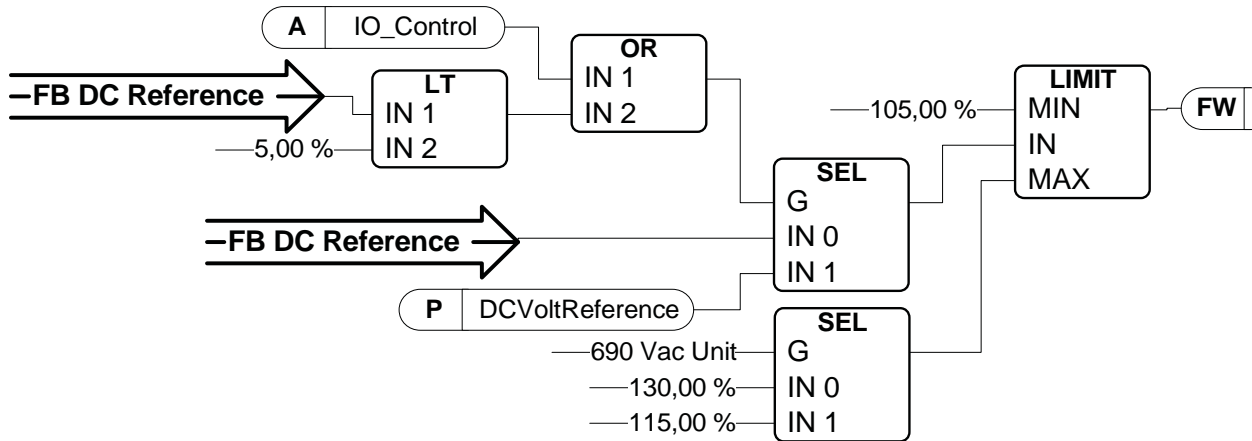 A IO_Control
FB DC Reference
LT
IN 1
5,00 % IN 2
OR
IN 1
IN 2
FB DC Reference
P DCVoltReference
SEL
G
IN 0
IN 1
SEL
690 Vac Unit G
130,00 % IN 0
115,00 % IN 1
LIMIT
105,00 % MIN
IN
MAX
FW